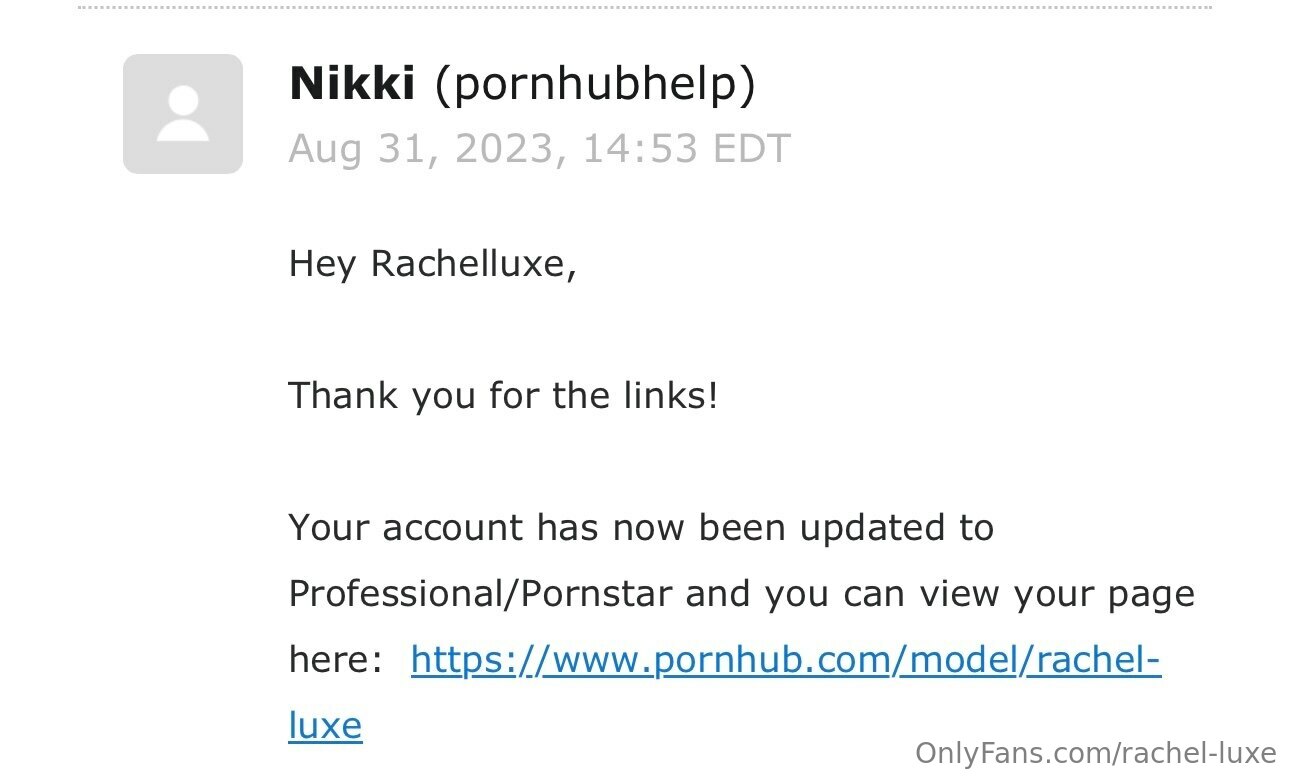 Nikki (pornhubhelp)
Aug 31, 2023, 14:53 EDT
Hey Rachelluxe,
Thank you for the links!
Your account has now been updated to
Professional/Pornstar and you can view your page
here: https://www.pornhub.com/model/rachel-
luxe
OnlyFans.com/rachel-luxe